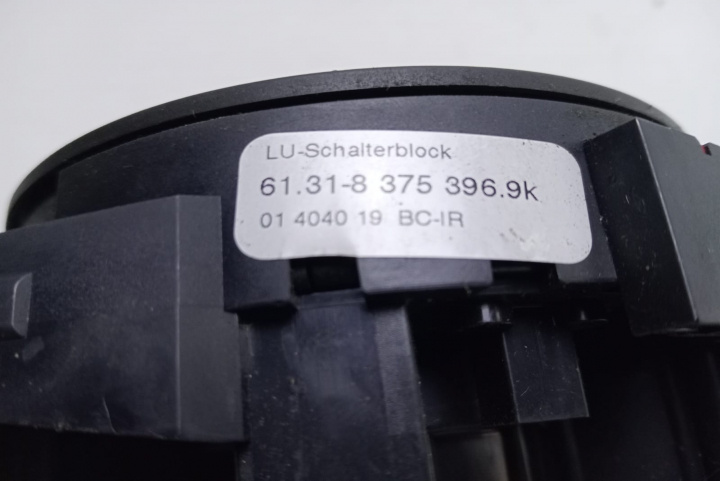 LU-Schalterblock
61.31-8 375 396.9k
01 4040 19 BC-IR